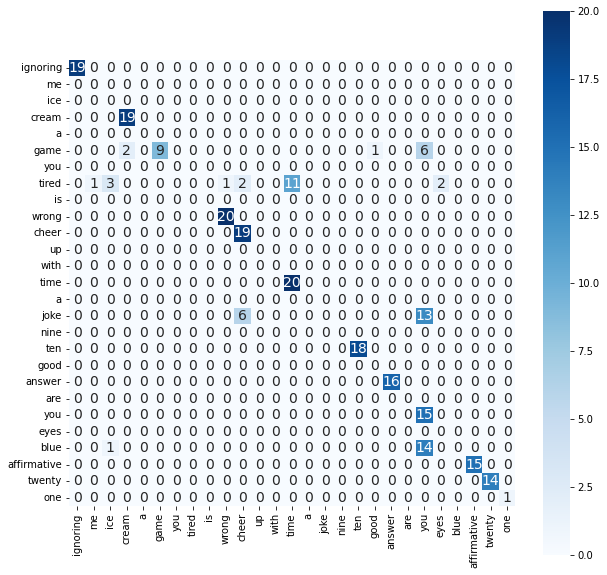 20.0
17.5
15.0
12.5
10.0
7.5
5.0
2.5
0.0
ignoring 19 0 0 0 0 0 0 0 0 0 0 0 0 0 0 0 0 0 0 0 0 0 0 0 0 0 0
me 0 0 0 0 0 0 0 0 0 0 0 0 0 0 0 0 0 0 0 0 0 0 0 0 0 0 0
ice 0 0 0 0 0 0 0 0 0 0 0 0 0 0 0 0 0 0 0 0 0 0 0 0 0 0 0
cream 0 0 0 19 0 0 0 0 0 0 0 0 0 0 0 0 0 0 0 0 0 0 0 0 0 0 0
a 0 0 0 0 0 0 0 0 0 0 0 0 0 0 0 0 0 0 0 0 0 0 0 0 0 0 0
game 0 0 0 2 0 9 0 0 0 0 0 0 0 0 0 0 0 0 1 0 0 6 0 0 0 0 0
you 0 0 0 0 0 0 0 0 0 0 0 0 0 0 0 0 0 0 0 0 0 0 0 0 0 0 0
tired 0 1 3 0 0 0 0 0 0 1 2 0 0 11 0 0 0 0 0 0 0 0 2 0 0 0 0
is 0 0 0 0 0 0 0 0 0 0 0 0 0 0 0 0 0 0 0 0 0 0 0 0 0 0 0
wrong 0 0 0 0 0 0 0 0 0 20 0 0 0 0 0 0 0 0 0 0 0 0 0 0 0 0 0
cheer 0 0 0 0 0 0 0 0 0 0 19 0 0 0 0 0 0 0 0 0 0 0 0 0 0 0 0
up 0 0 0 0 0 0 0 0 0 0 0 0 0 0 0 0 0 0 0 0 0 0 0 0 0 0 0
with 0 0 0 0 0 0 0 0 0 0 0 0 0 0 0 0 0 0 0 0 0 0 0 0 0 0 0
time 0 0 0 0 0 0 0 0 0 0 0 0 0 20 0 0 0 0 0 0 0 0 0 0 0 0 0
a 0 0 0 0 0 0 0 0 0 0 0 0 0 0 0 0 0 0 0 0 0 0 0 0 0 0 0
joke 0 0 0 0 0 0 0 0 0 0 6 0 0 0 0 0 0 0 0 0 0 13 0 0 0 0 0
nine 0 0 0 0 0 0 0 0 0 0 0 0 0 0 0 0 0 0 0 0 0 0 0 0 0 0 0
ten 0 0 0 0 0 0 0 0 0 0 0 0 0 0 0 0 0 18 0 0 0 0 0 0 0 0 0
good 0 0 0 0 0 0 0 0 0 0 0 0 0 0 0 0 0 0 0 0 0 0 0 0 0 0 0
answer 0 0 0 0 0 0 0 0 0 0 0 0 0 0 0 0 0 0 0 16 0 0 0 0 0 0 0
are 0 0 0 0 0 0 0 0 0 0 0 0 0 0 0 0 0 0 0 0 0 0 0 0 0 0 0
you 0 0 0 0 0 0 0 0 0 0 0 0 0 0 0 0 0 0 0 0 0 15 0 0 0 0 0
eyes 0 0 0 0 0 0 0 0 0 0 0 0 0 0 0 0 0 0 0 0 0 0 0 0 0 0 0
blue 0 0 1 0 0 0 0 0 0 0 0 0 0 0 0 0 0 0 0 0 0 14 0 0 0 0 1
affirmative 0 0 0 0 0 0 0 0 0 0 0 0 0 0 0 0 0 0 0 0 0 0 0 0 15 0 0
twenty 0 0 0 0 0 0 0 0 0 0 0 0 0 0 0 0 0 0 0 0 0 0 0 0 0 14 0
one 0 0 0 0 0 0 0 0 0 0 0 0 0 0 0 0 0 0 0 0 0 0 0 0 0 0 1
ignoring me ice cream a game you tired is wrong cheer up with time a joke nine ten good answer are you eyes blue affirmative twenty one